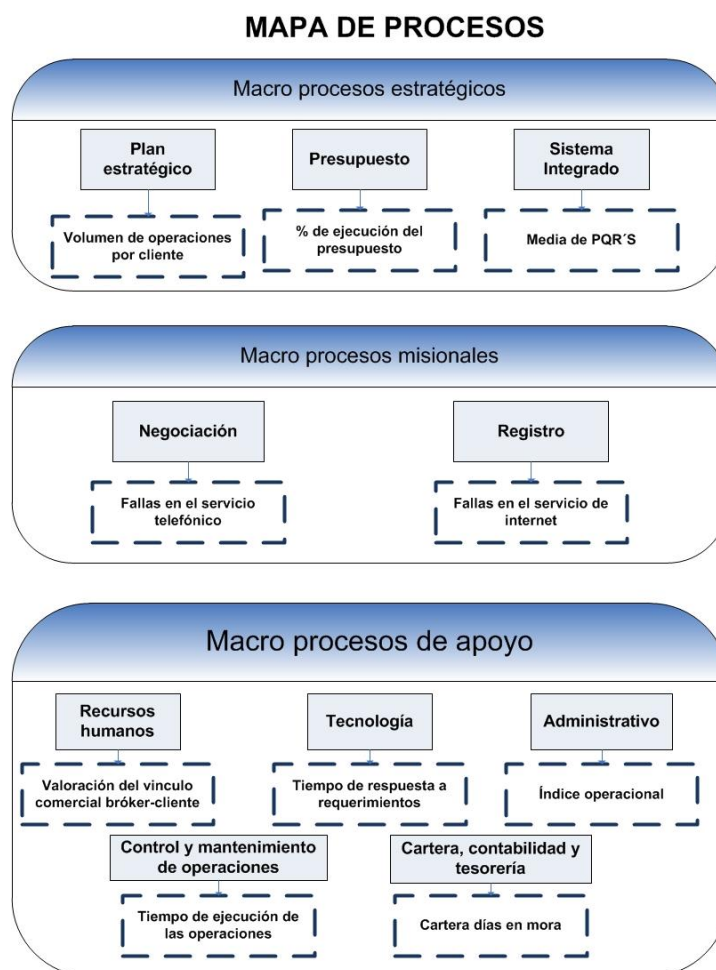 MAPA DE PROCESOS
Macro procesos estratégicos
Plan
estratégico
Presupuesto
Sistema
Integrado
Volumen de operaciones
por cliente
% de ejecución del
presupuesto
Media de PQR´S
Macro procesos misionales
Negociación
Registro
Fallas en el servicio
telefónico
Fallas en el servicio de
internet
Macro procesos de apoyo
Recursos
humanos
Tecnología
Administrativo
Valoración del vinculo
comercial bróker-cliente
Tiempo de respuesta a
requerimientos
Índice operacional
Control y mantenimiento
de operaciones
Cartera, contabilidad y
tesorería
Tiempo de ejecución de
las operaciones
Cartera días en mora